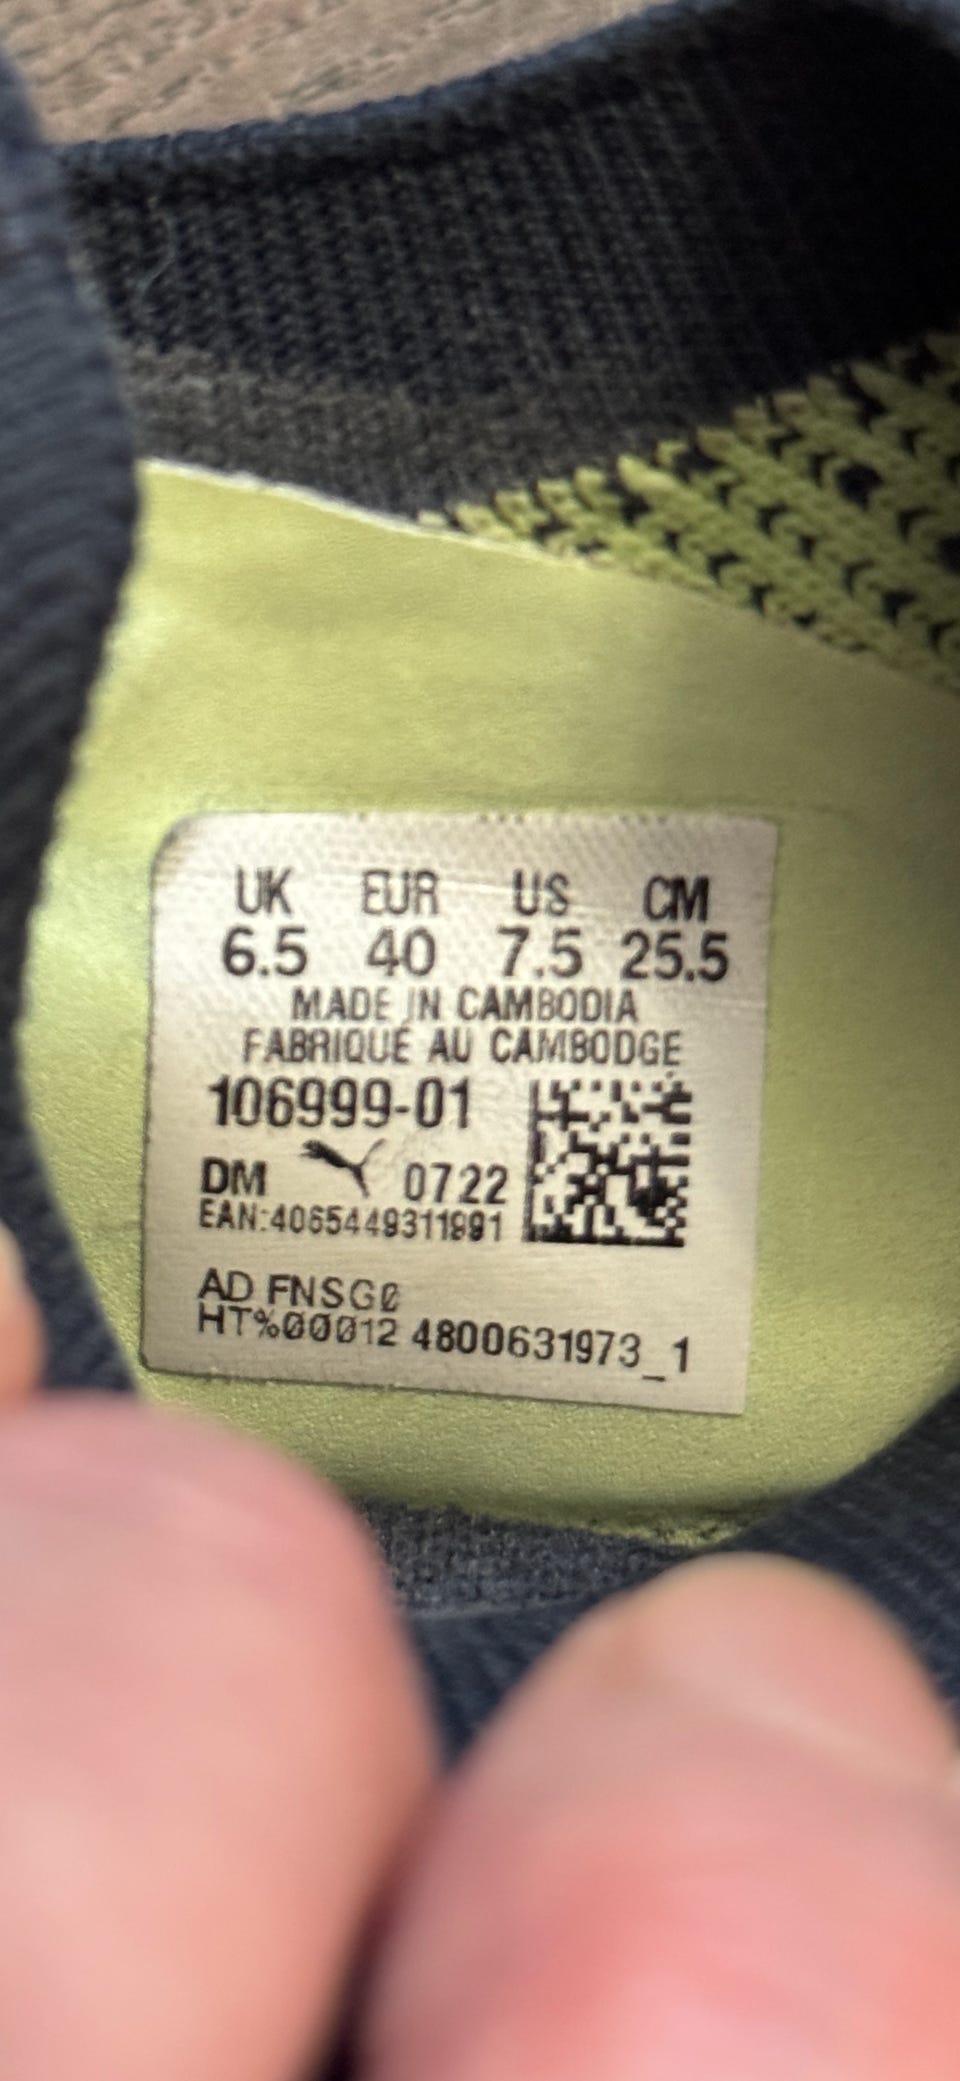 UK EUR US CM
6.5 40 7.5 25.5
MADE IN CAMBODIA
FABRIQUÉ AU CAMBODGE
106999-01
DM 0722
EAN:4065449311991
AD FNSG0
HT%00012 4800631973_1